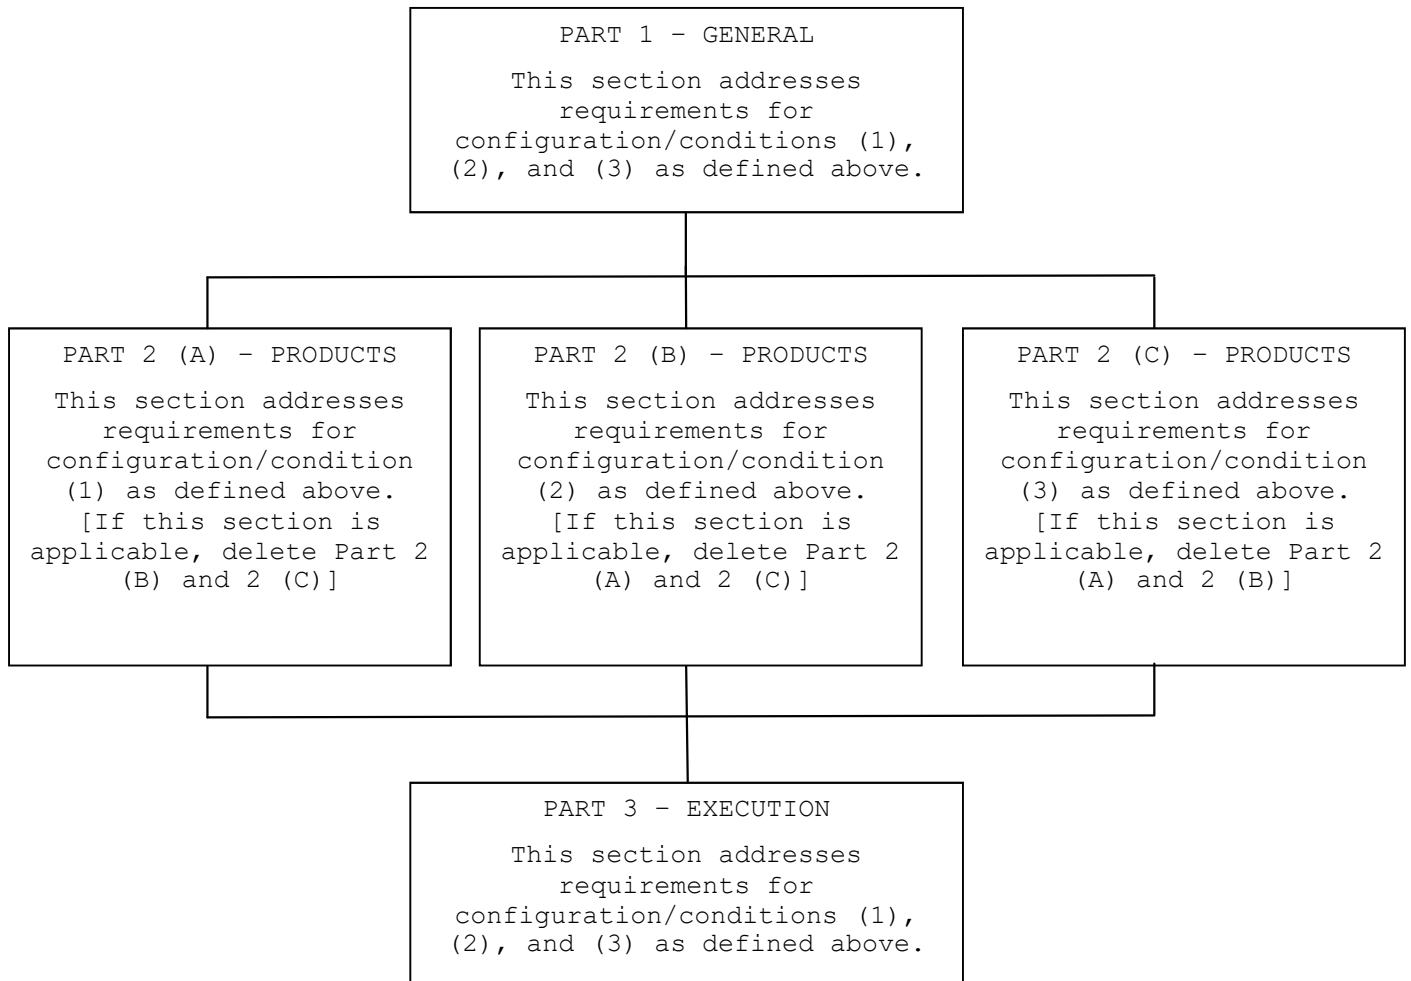 PART 1 – GENERAL
This section addresses
requirements for
configuration/conditions (1),
(2), and (3) as defined above.
PART 2 (A) – PRODUCTS
This section addresses
requirements for
configuration/condition
(1) as defined above.
[If this section is
applicable, delete Part 2
(B) and 2 (C)]
PART 2 (B) – PRODUCTS
This section addresses
requirements for
configuration/condition
(2) as defined above.
[If this section is
applicable, delete Part 2
(A) and 2 (C)]
PART 2 (C) – PRODUCTS
This section addresses
requirements for
configuration/condition
(3) as defined above.
[If this section is
applicable, delete Part 2
(A) and 2 (B)]
PART 3 – EXECUTION
This section addresses
requirements for
configuration/conditions (1),
(2), and (3) as defined above.